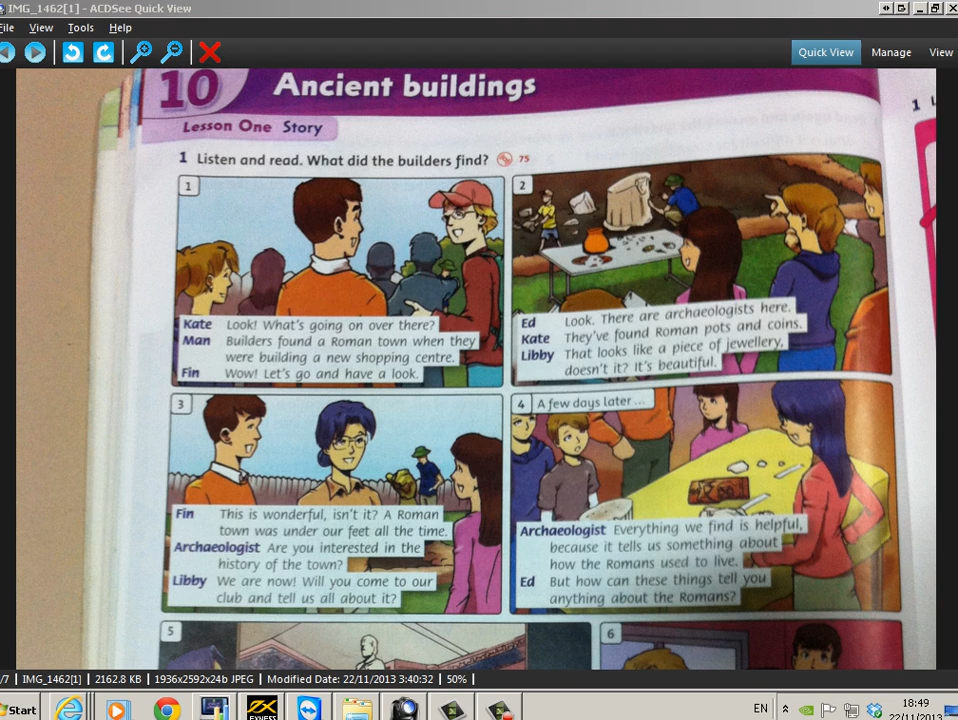 IMG_1462[1] - ACDSee Quick View
File View Tools Help
Quick View Manage View
10 Ancient buildings
Lesson One Story
1 Listen and read. What did the builders find? 75
1
Kate Look! What's going on over there?
Man Builders found a Roman town when they
were building a new shopping centre.
Fin Wow! Let's go and have a look.
2
Ed Look. There are archaeologists here.
Kate They've found Roman pots and coins.
Libby That looks like a piece of jewellery,
doesn't it? It's beautiful.
3
Fin This is wonderful, isn't it? A Roman
town was under our feet all the time.
Archaeologist Are you interested in the
history of the town?
Libby We are now! Will you come to our
club and tell us all about it?
4 A few days later ...
Archaeologist Everything we find is helpful,
because it tells us something about
how the Romans used to live.
Ed But how can these things tell you
anything about the Romans?
5
6
1
/7 IMG_1462[1] 2162.8 KB 1936x2592x24b JPEG Modified Date: 22/11/2013 3:40:32 50%
Start EXNESS EN 18:49
22/11/2013